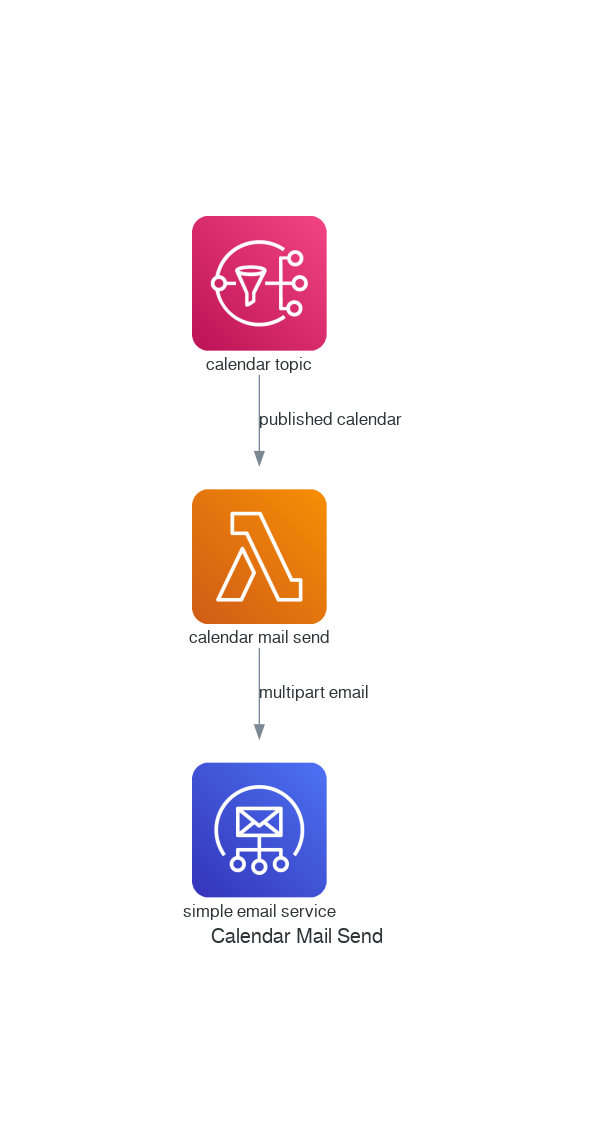 calendar topic
published calendar
calendar mail send
multipart email
simple email service
Calendar Mail Send